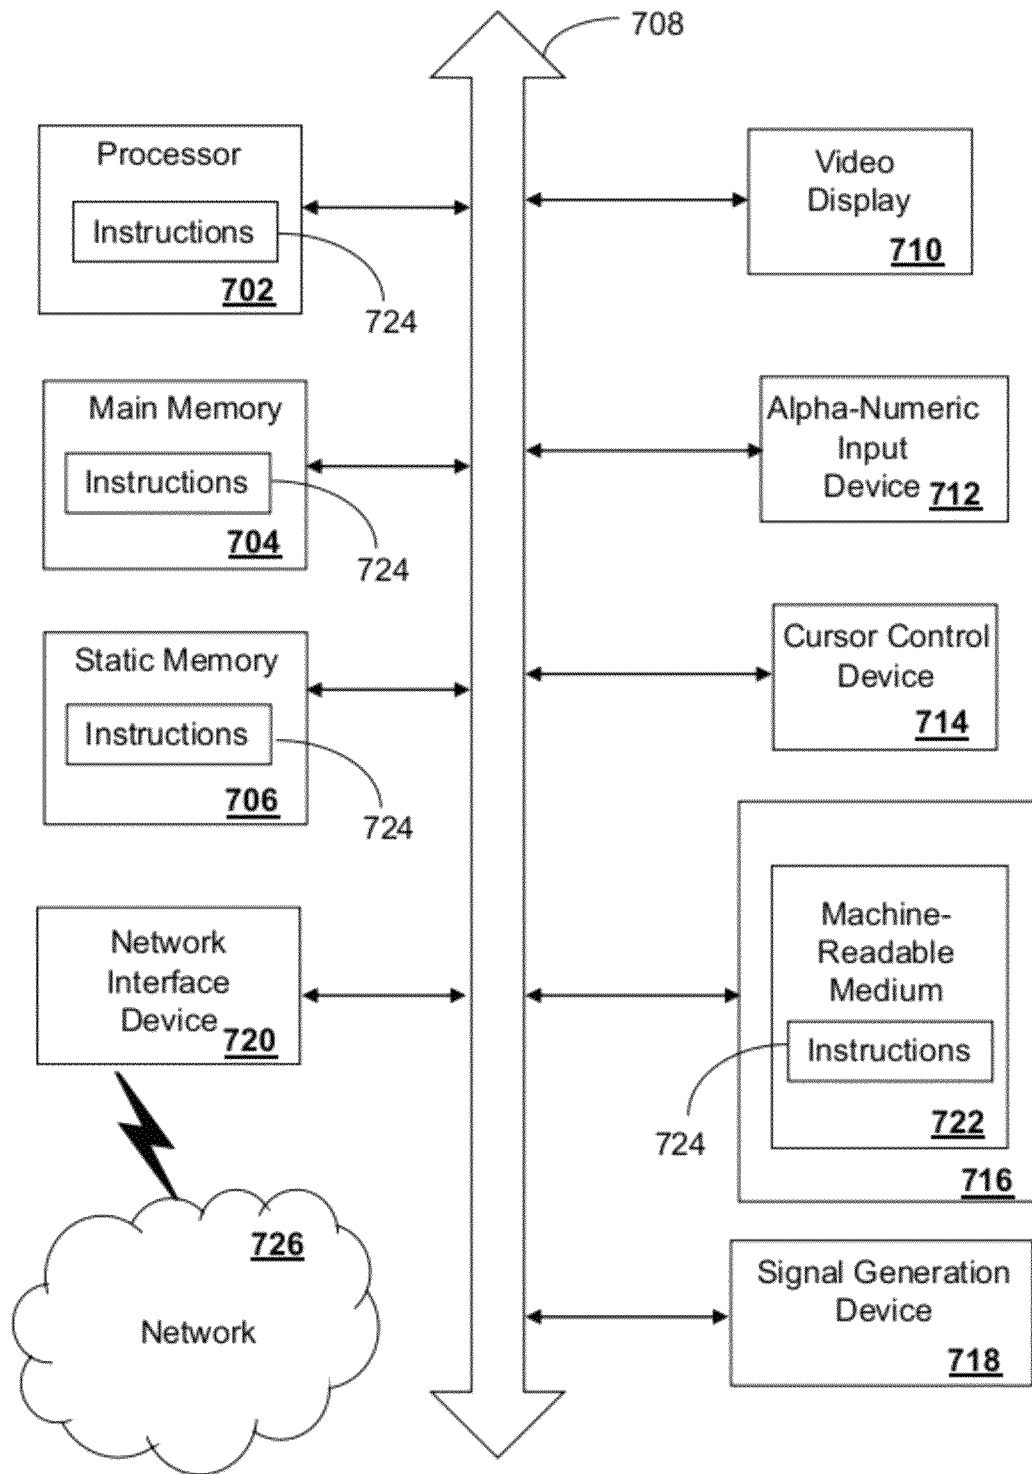 708
Processor
Instructions
702
724
Main Memory
Instructions
704
724
Static Memory
Instructions
706
724
Network
Interface
Device
720
726
Network
Video
Display
710
Alpha-Numeric
Input
Device
712
Cursor Control
Device
714
Machine-
Readable
Medium
Instructions
722
724
716
Signal Generation
Device
718